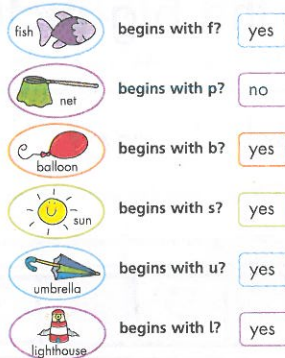 fish begins with f? yes
net begins with p? no
balloon begins with b? yes
sun begins with s? yes
umbrella begins with u? yes
lighthouse begins with l? yes